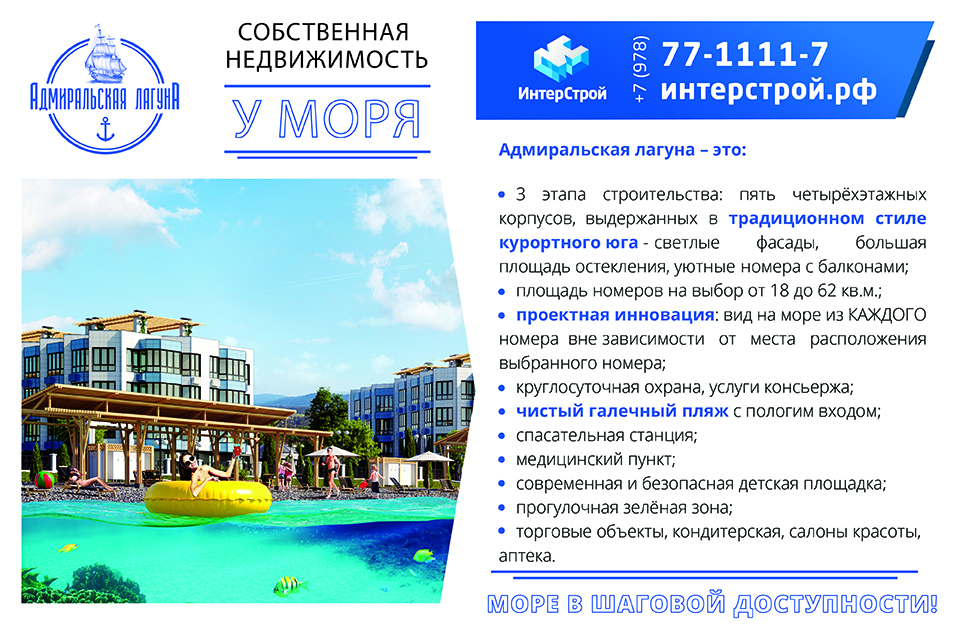 АДМИРАЛЬСКАЯ ЛАГУНА
СОБСТВЕННАЯ
НЕДВИЖИМОСТЬ
У МОРЯ
ИнтерСтрой
+7 (978)
77-1111-7
интерстрой.рф
Адмиральская лагуна – это:
• 3 этапа строительства: пять четырёхэтажных
корпусов, выдержанных в традиционном стиле
курортного юга - светлые фасады, большая
площадь остекления, уютные номера с балконами;
• площадь номеров на выбор от 18 до 62 кв.м.;
• проектная инновация: вид на море из КАЖДОГО
номера вне зависимости от места расположения
выбранного номера;
• круглосуточная охрана, услуги консьержа;
• чистый галечный пляж с пологим входом;
• спасательная станция;
• медицинский пункт;
• современная и безопасная детская площадка;
• прогулочная зелёная зона;
• торговые объекты, кондитерская, салоны красоты,
аптека.
МОРЕ В ШАГОВОЙ ДОСТУПНОСТИ!